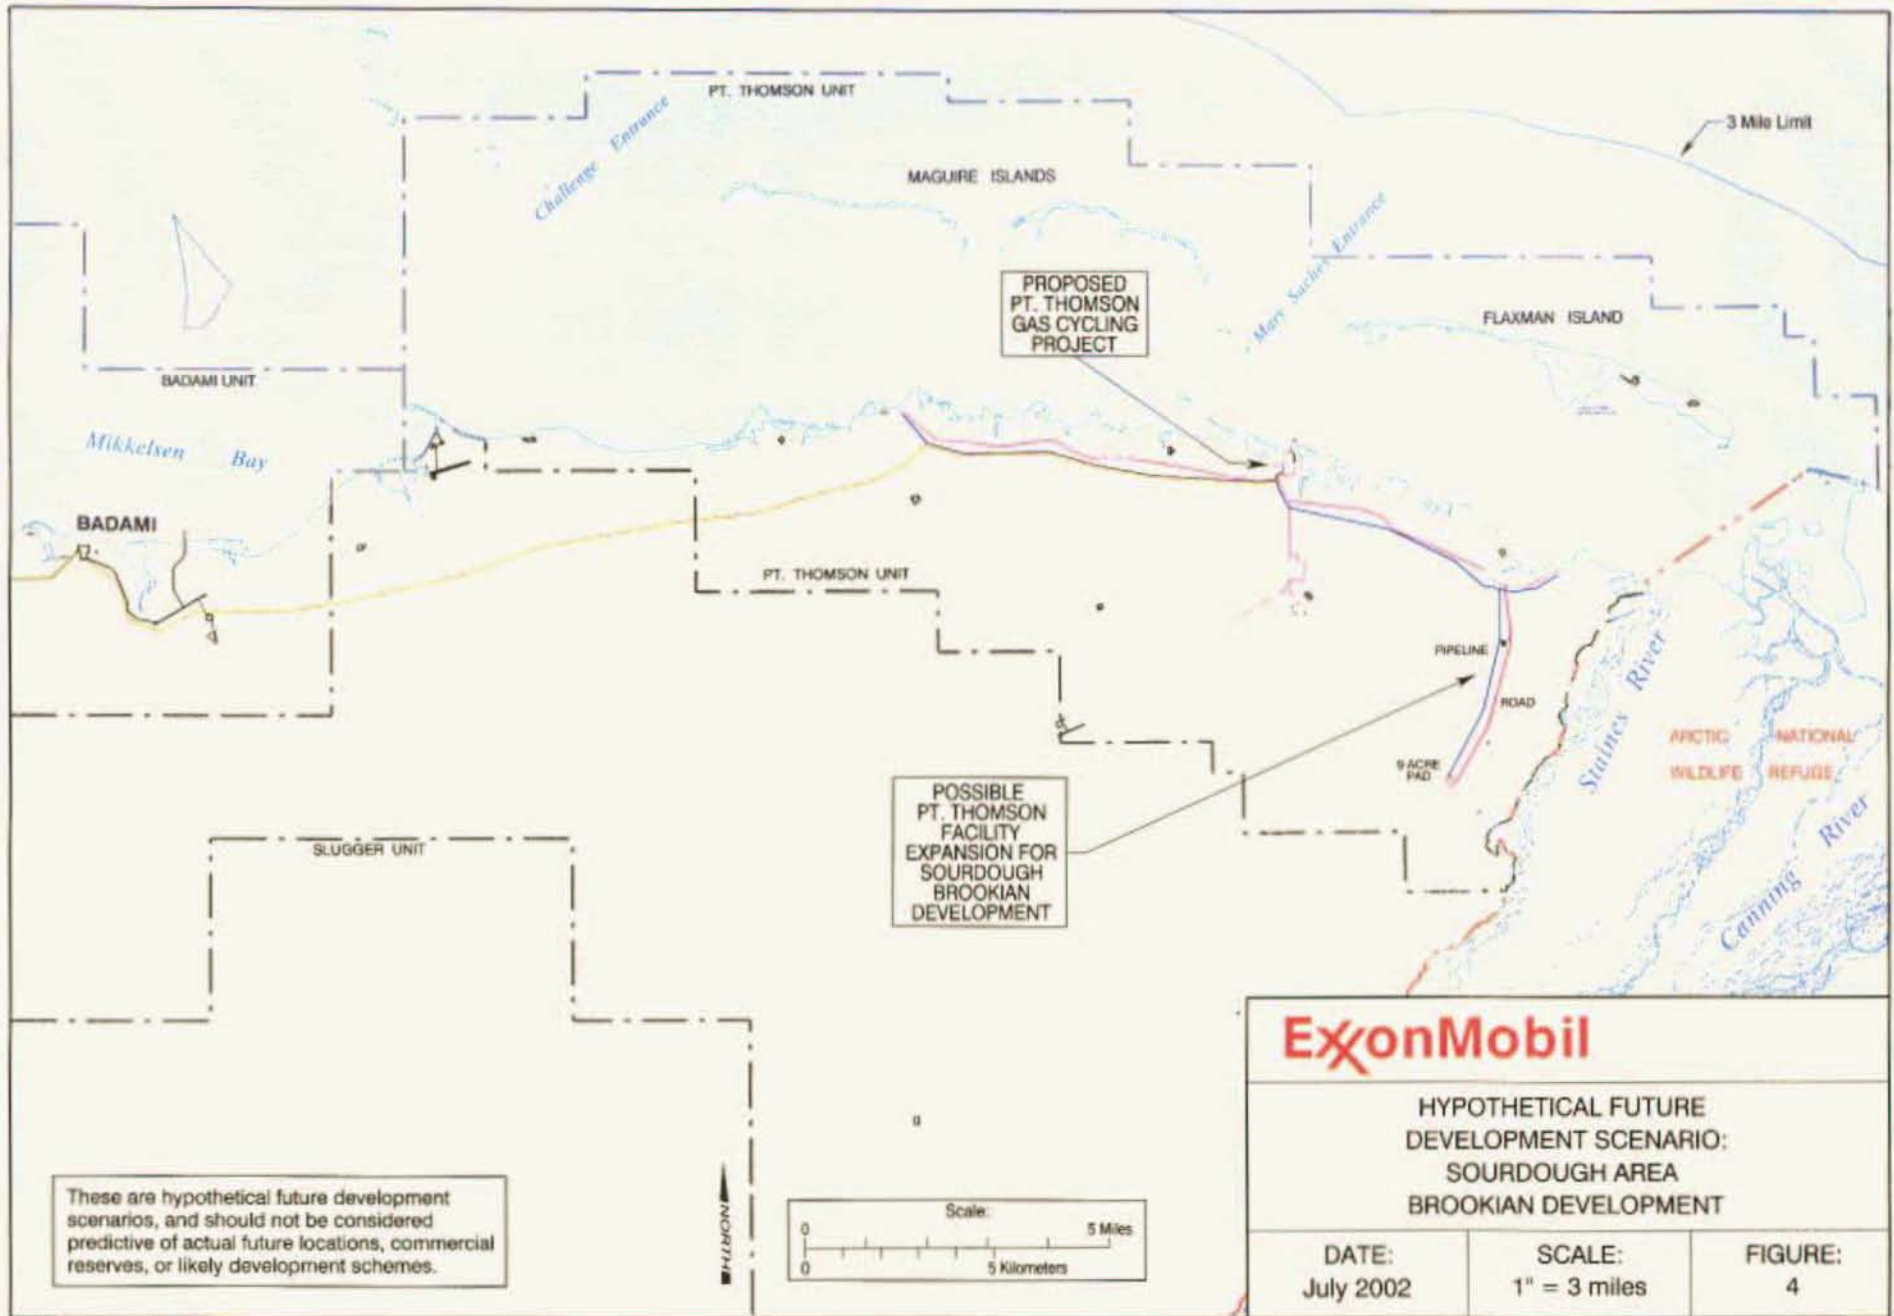 PT. THOMSON UNIT
Challenge Entrance
3 Mile Limit
MAGUIRE ISLANDS
Mary Saches Entrance
PROPOSED
PT. THOMSON
GAS CYCLING
PROJECT
FLAXMAN ISLAND
BADAMI UNIT
Mikkelsen Bay
BADAMI
PT. THOMSON UNIT
PIPELINE
ROAD
9 ACRE
PAD
Staines River
ARCTIC NATIONAL
WILDLIFE REFUGE
Canning River
POSSIBLE
PT. THOMSON
FACILITY
EXPANSION FOR
SOURDOUGH
BROOKIAN
DEVELOPMENT
SLUGGER UNIT
These are hypothetical future development
scenarios, and should not be considered
predictive of actual future locations, commercial
reserves, or likely development schemes.
NORTH
Scale:
0 5 Miles
0 5 Kilometers
ExxonMobil
HYPOTHETICAL FUTURE
DEVELOPMENT SCENARIO:
SOURDOUGH AREA
BROOKIAN DEVELOPMENT
DATE:
July 2002
SCALE:
1" = 3 miles
FIGURE:
4